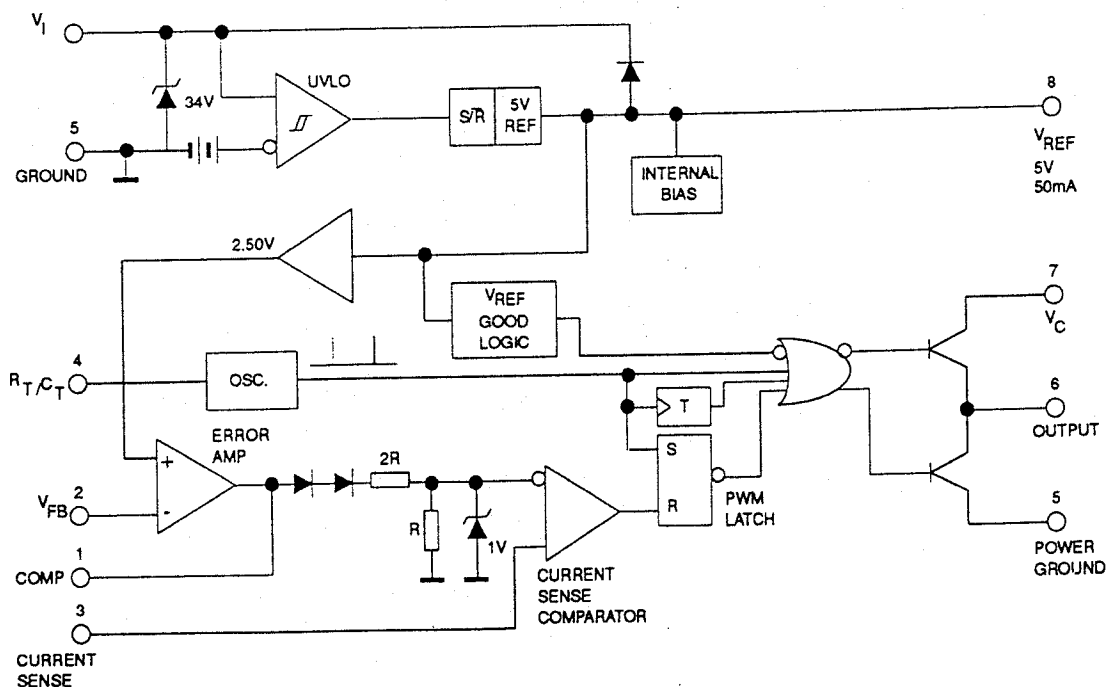 V_I
UVLO
34V
5
GROUND
S/R̅
5V
REF
8
V_REF
5V
50mA
INTERNAL
BIAS
2.50V
V_REF
GOOD
LOGIC
7
V_C
4
R_T/C_T
OSC.
T
6
OUTPUT
ERROR
AMP
+
-
2
V_FB
2R
R
1V
S
R
PWM
LATCH
5
POWER
GROUND
1
COMP
CURRENT
SENSE
COMPARATOR
3
CURRENT
SENSE